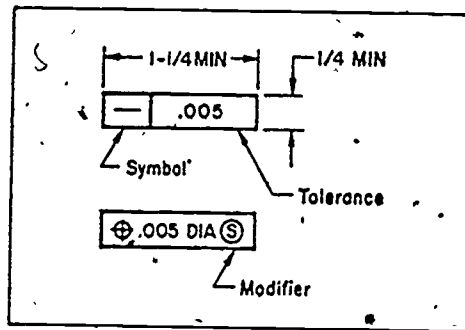 1-1/4 MIN 1/4 MIN
— .005
Symbol
Tolerance
⌖ .005 DIA Ⓢ
Modifier